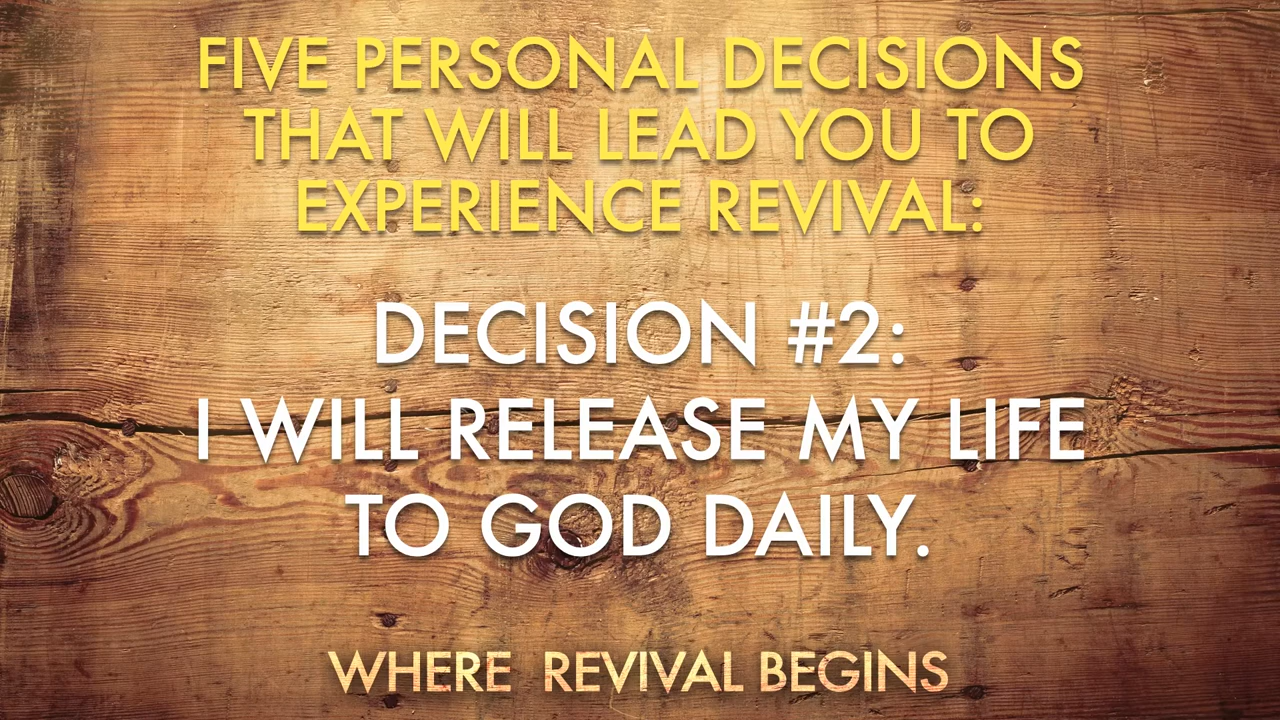 FIVE PERSONAL DECISIONS
THAT WILL LEAD YOU TO
EXPERIENCE REVIVAL:
DECISION #2:
I WILL RELEASE MY LIFE
TO GOD DAILY.
WHERE REVIVAL BEGINS